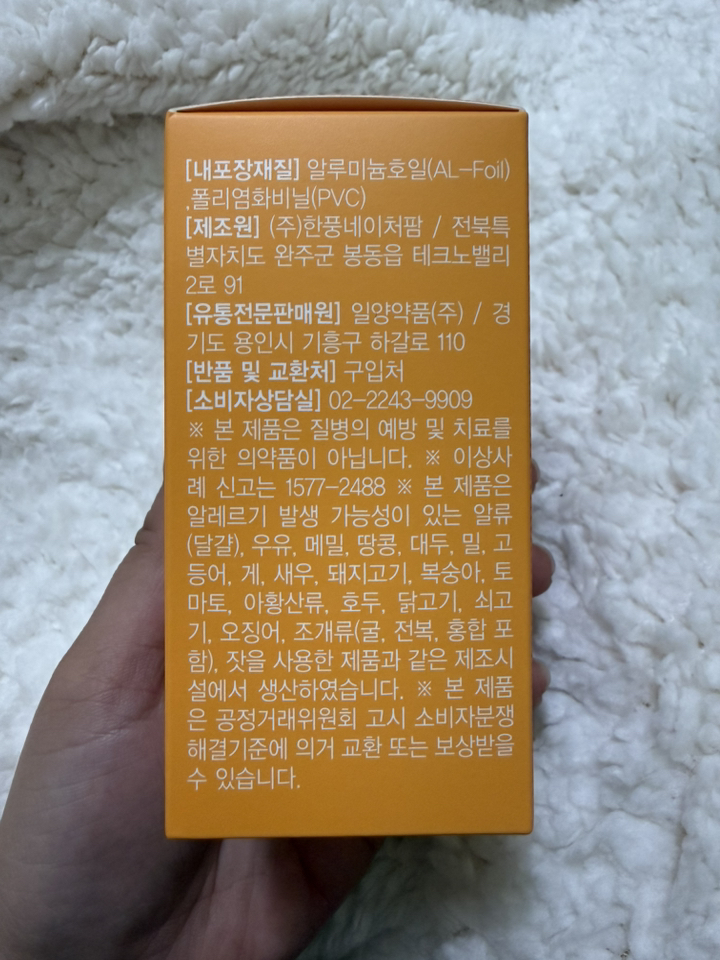 [내포장재질] 알루미늄호일(AL-Foil)
,폴리염화비닐(PVC)
[제조원] (주)한풍네이처팜 / 전북특
별자치도 완주군 봉동읍 테크노밸리
2로 91
[유통전문판매원] 일양약품(주) / 경
기도 용인시 기흥구 하갈로 110
[반품 및 교환처] 구입처
[소비자상담실] 02-2243-9909
※ 본 제품은 질병의 예방 및 치료를
위한 의약품이 아닙니다. ※ 이상사
례 신고는 1577-2488 ※ 본 제품은
알레르기 발생 가능성이 있는 알류
(달걀), 우유, 메밀, 땅콩, 대두, 밀, 고
등어, 게, 새우, 돼지고기, 복숭아, 토
마토, 아황산류, 호두, 닭고기, 쇠고
기, 오징어, 조개류(굴, 전복, 홍합 포
함), 잣을 사용한 제품과 같은 제조시
설에서 생산하였습니다. ※ 본 제품
은 공정거래위원회 고시 소비자분쟁
해결기준에 의거 교환 또는 보상받을
수 있습니다.